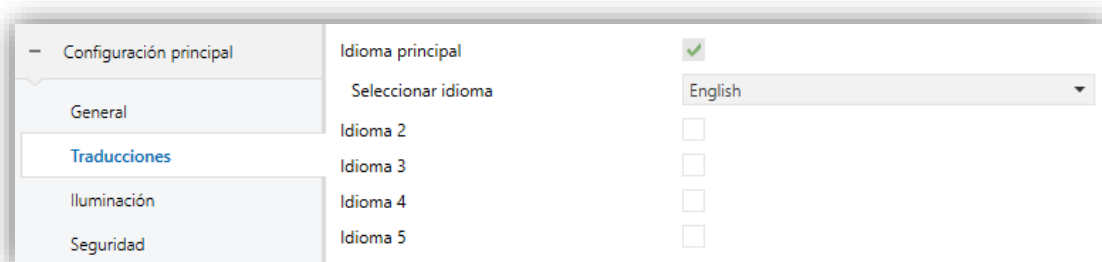 Configuración principal
General
Traducciones
Iluminación
Seguridad
Idioma principal
Seleccionar idioma
English
Idioma 2
Idioma 3
Idioma 4
Idioma 5